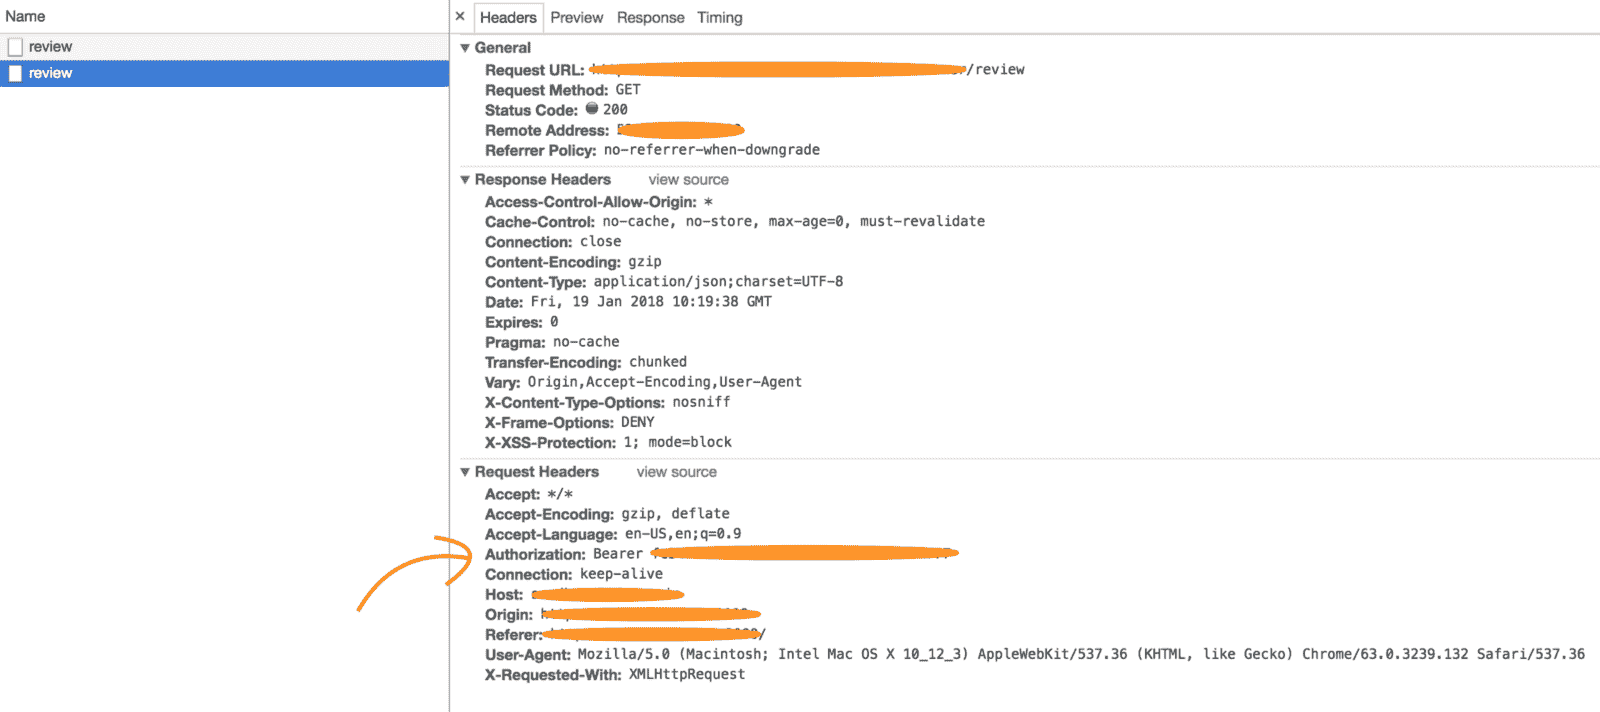 Name
review
review
× Headers Preview Response Timing
▼ General
Request URL: /review
Request Method: GET
Status Code: 200
Remote Address:
Referrer Policy: no-referrer-when-downgrade
▼ Response Headers view source
Access-Control-Allow-Origin: *
Cache-Control: no-cache, no-store, max-age=0, must-revalidate
Connection: close
Content-Encoding: gzip
Content-Type: application/json;charset=UTF-8
Date: Fri, 19 Jan 2018 10:19:38 GMT
Expires: 0
Pragma: no-cache
Transfer-Encoding: chunked
Vary: Origin,Accept-Encoding,User-Agent
X-Content-Type-Options: nosniff
X-Frame-Options: DENY
X-XSS-Protection: 1; mode=block
▼ Request Headers view source
Accept: */*
Accept-Encoding: gzip, deflate
Accept-Language: en-US,en;q=0.9
Authorization: Bearer
Connection: keep-alive
Host:
Origin:
Referer: /
User-Agent: Mozilla/5.0 (Macintosh; Intel Mac OS X 10_12_3) AppleWebKit/537.36 (KHTML, like Gecko) Chrome/63.0.3239.132 Safari/537.36
X-Requested-With: XMLHttpRequest